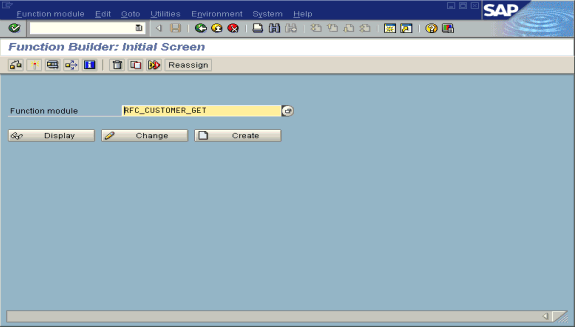 Function module Edit Goto Utilities Environment System Help
SAP
Function Builder: Initial Screen
Reassign
Function module RFC_CUSTOMER_GET
Display Change Create